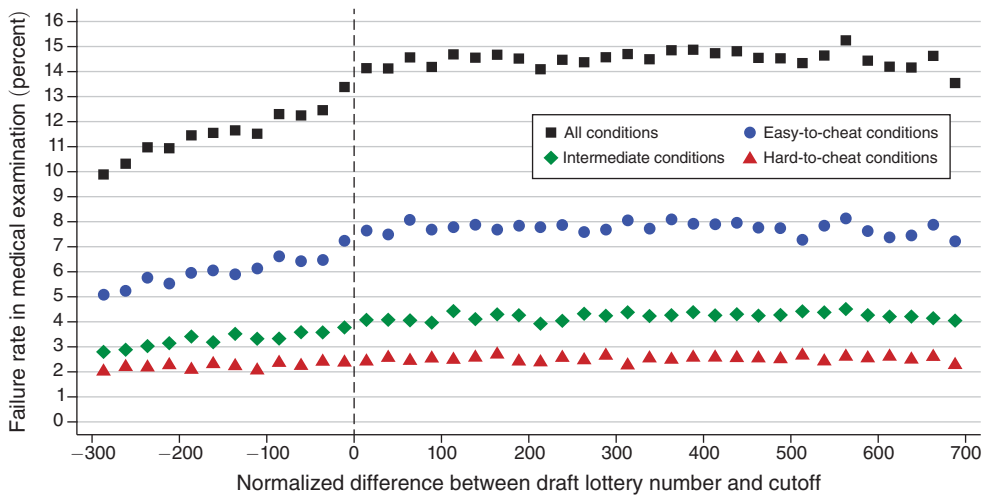 Failure rate in medical examination (percent)
16
15
14
13
12
11
10
9
8
7
6
5
4
3
2
1
0
All conditions
Easy-to-cheat conditions
Intermediate conditions
Hard-to-cheat conditions
−300 −200 −100 0 100 200 300 400 500 600 700
Normalized difference between draft lottery number and cutoff